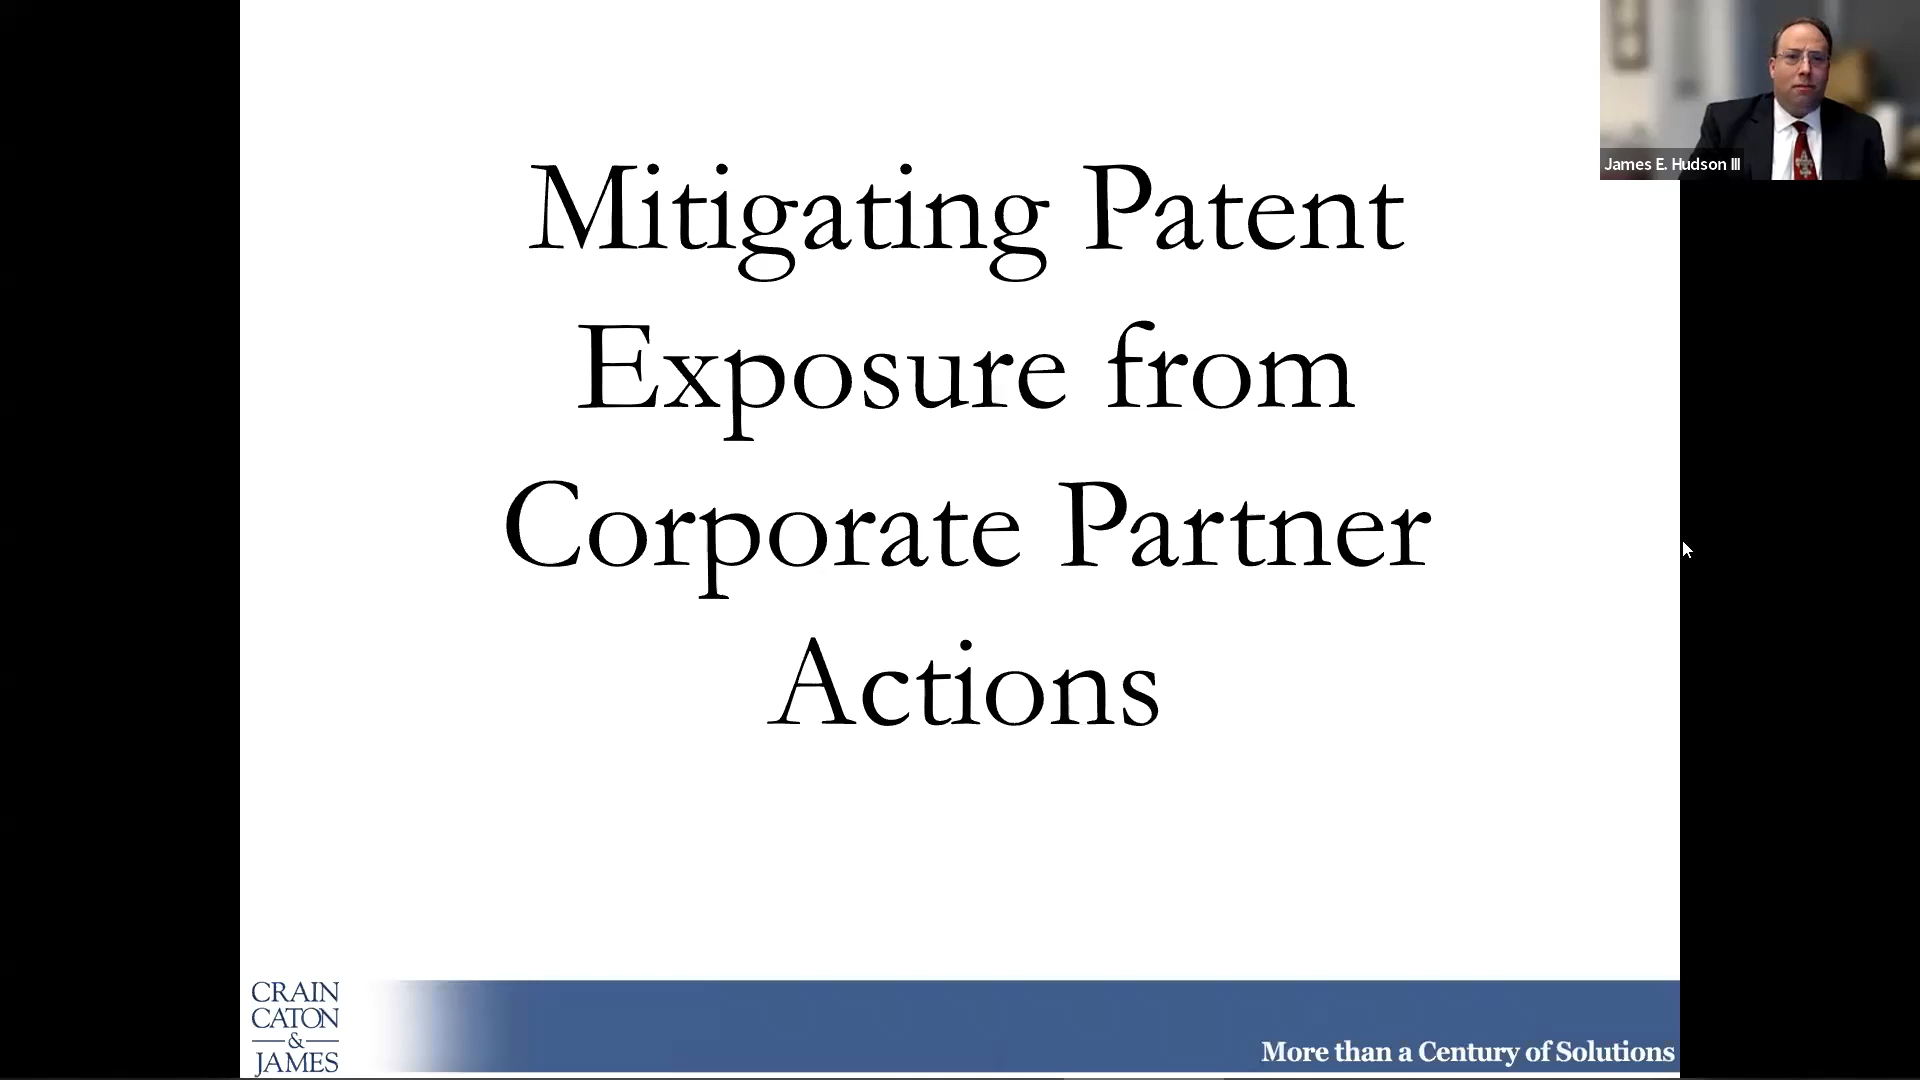 Mitigating Patent
Exposure from
Corporate Partner
Actions
James E. Hudson III
CRAIN
CATON
&
JAMES
More than a Century of Solutions